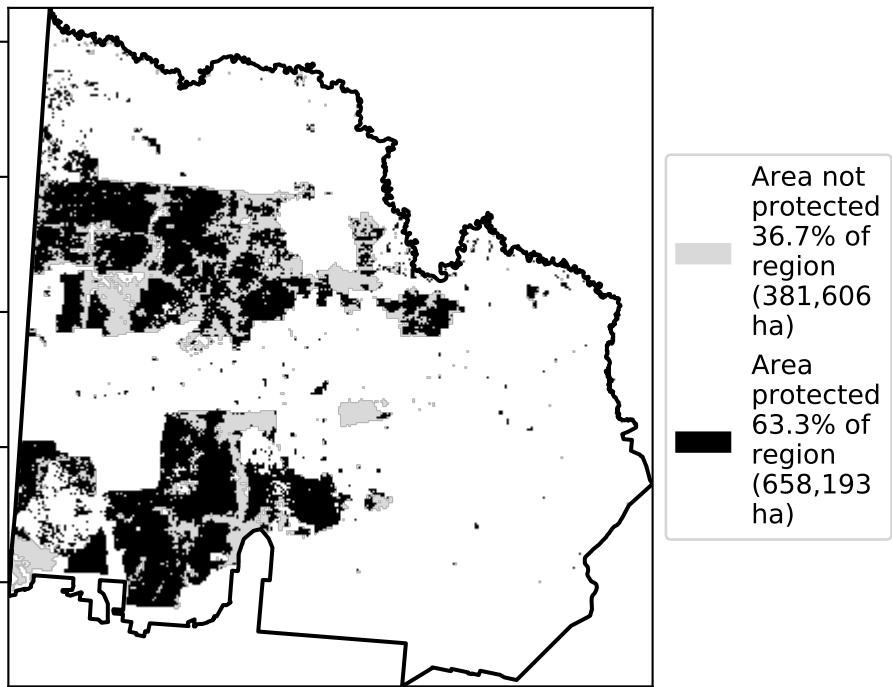 Area not
protected
36.7% of
region
(381,606
ha)
Area
protected
63.3% of
region
(658,193
ha)